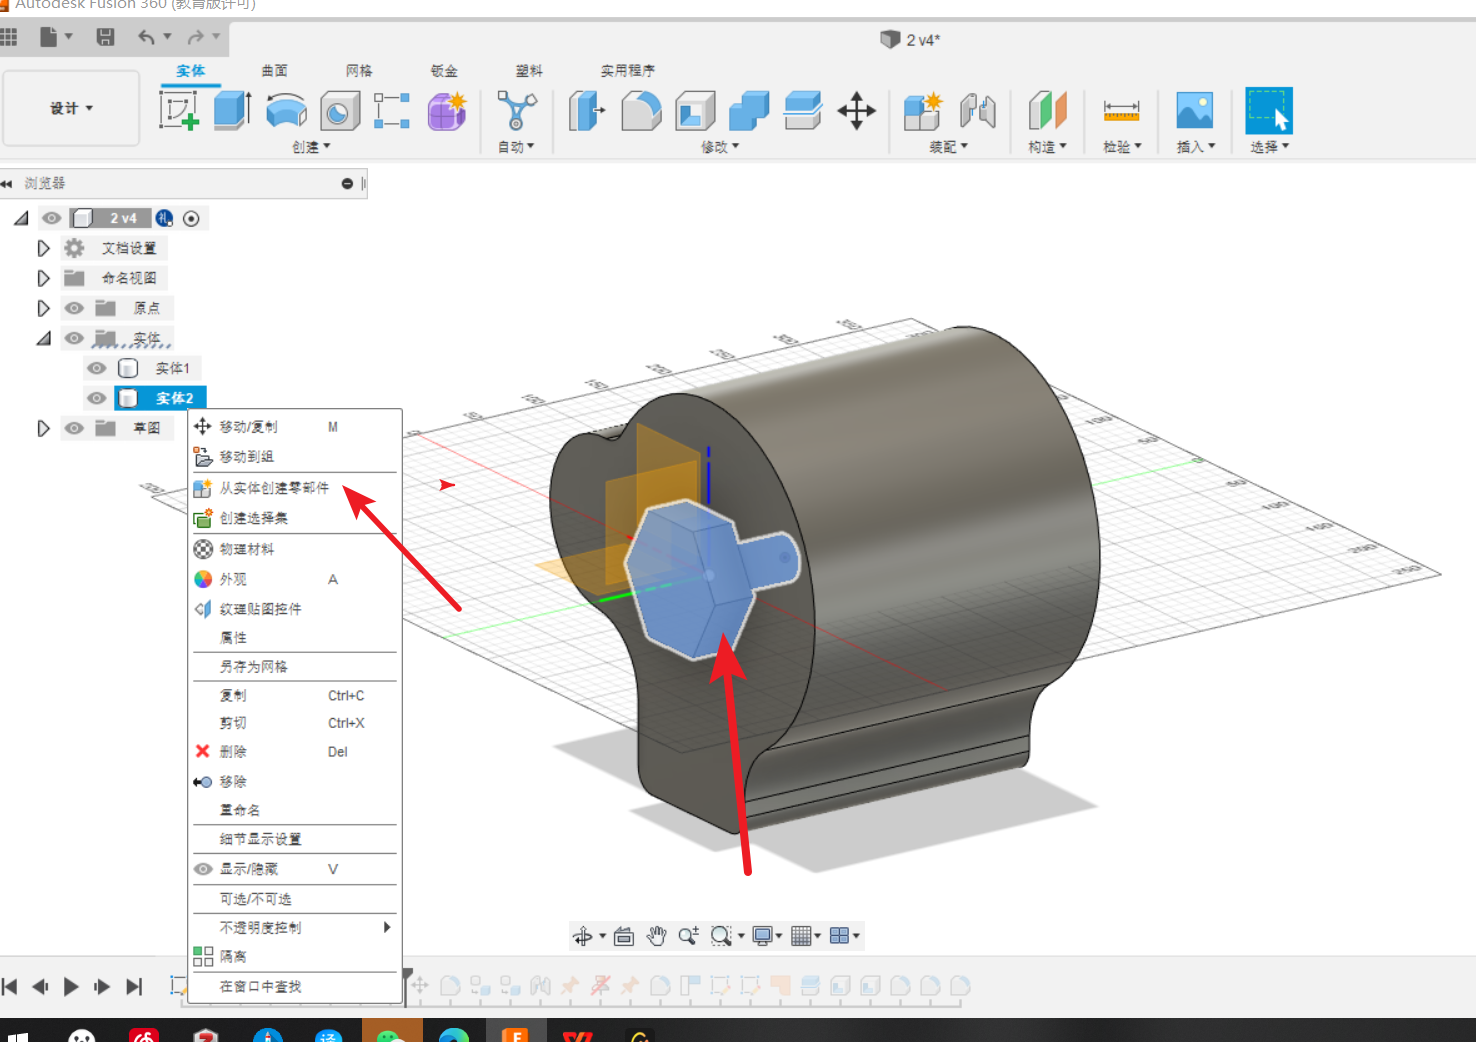 Autodesk Fusion 360 (教育版许可)
2 v4*
设计
实体 曲面 网格 钣金 塑料 实用程序
创建 自动 修改 装配 构造 检验 插入 选择
浏览器
2 v4
文档设置
命名视图
原点
实体
实体1
实体2
草图
移动/复制 M
移动到组
从实体创建零部件
创建选择集
物理材料
外观 A
纹理贴图控件
属性
另存为网格
复制 Ctrl+C
剪切 Ctrl+X
删除 Del
移除
重命名
细节显示设置
显示/隐藏 V
可选/不可选
不透明度控制
隔离
在窗口中查找